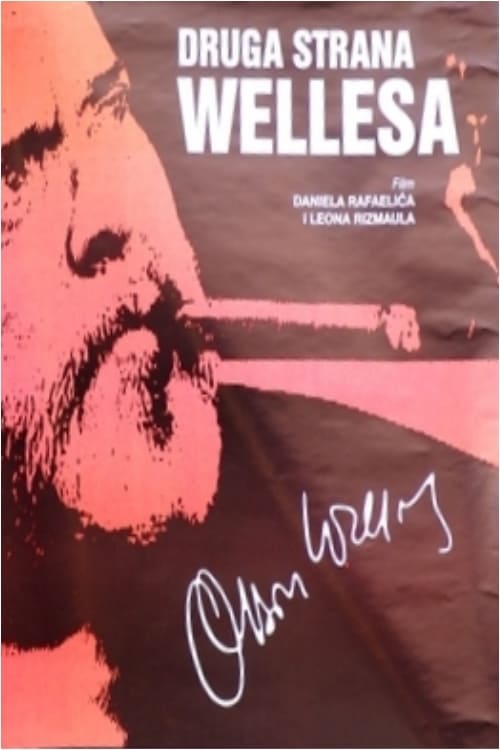 DRUGA STRANA
WELLESA
Film
DANIELA RAFAELIĆA
I LEONA RIZMAULA
Orson Welles